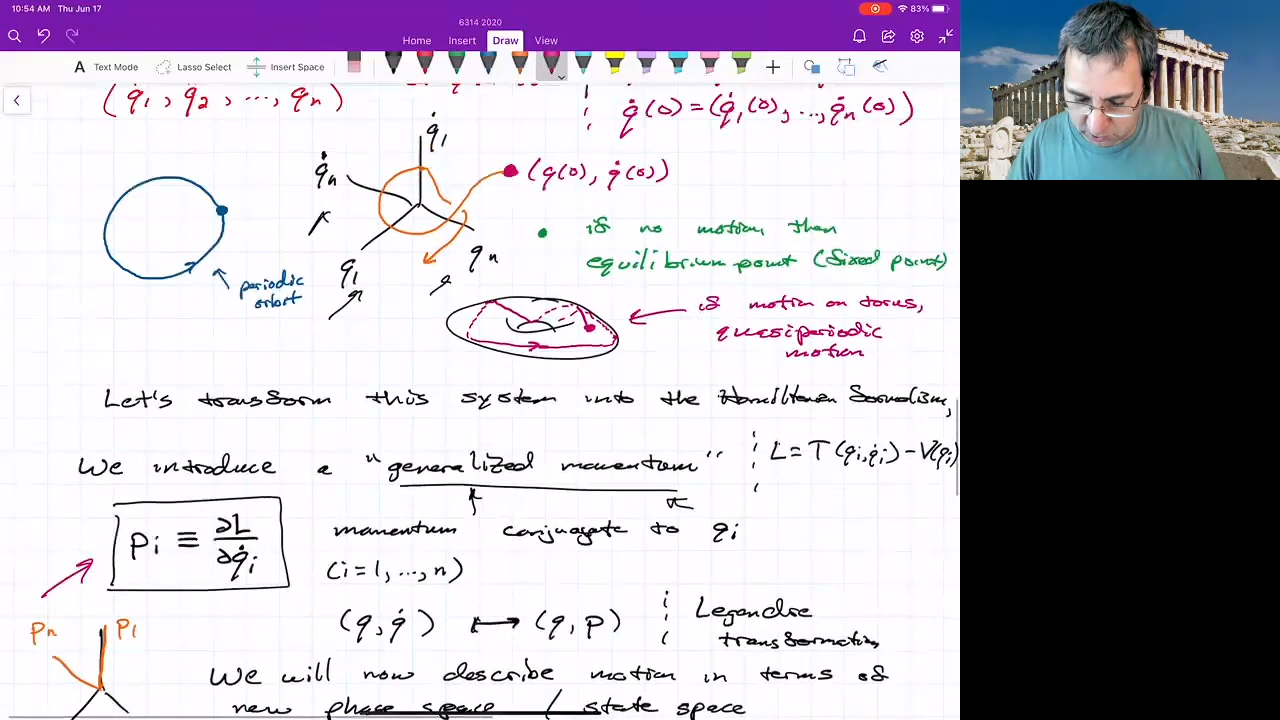 10:54 AM Thu Jun 17
83%
6314 2020
Home Insert Draw View
Text Mode Lasso Select Insert Space
(q1, q2, ..., qn)
q̇(0) = (q̇1(0), ..., q̇n(0))
q̇1
q̇n
(q(0), q̇(0))
q1
qn
periodic
orbit
if no motion, then
equilibrium point (fixed point)
if motion on torus,
quasiperiodic
motion
Let's transform this system into the Hamiltonian formalism,
We introduce a "generalized momentum"
L = T(qi, q̇i) - V(qi)
pi ≡ ∂L/∂q̇i
momentum conjugate to qi
(i=1, ..., n)
(q, q̇) ↔ (q, p)
Legendre
transformation
pn p1
We will now describe motion in terms of
new phase space / state space